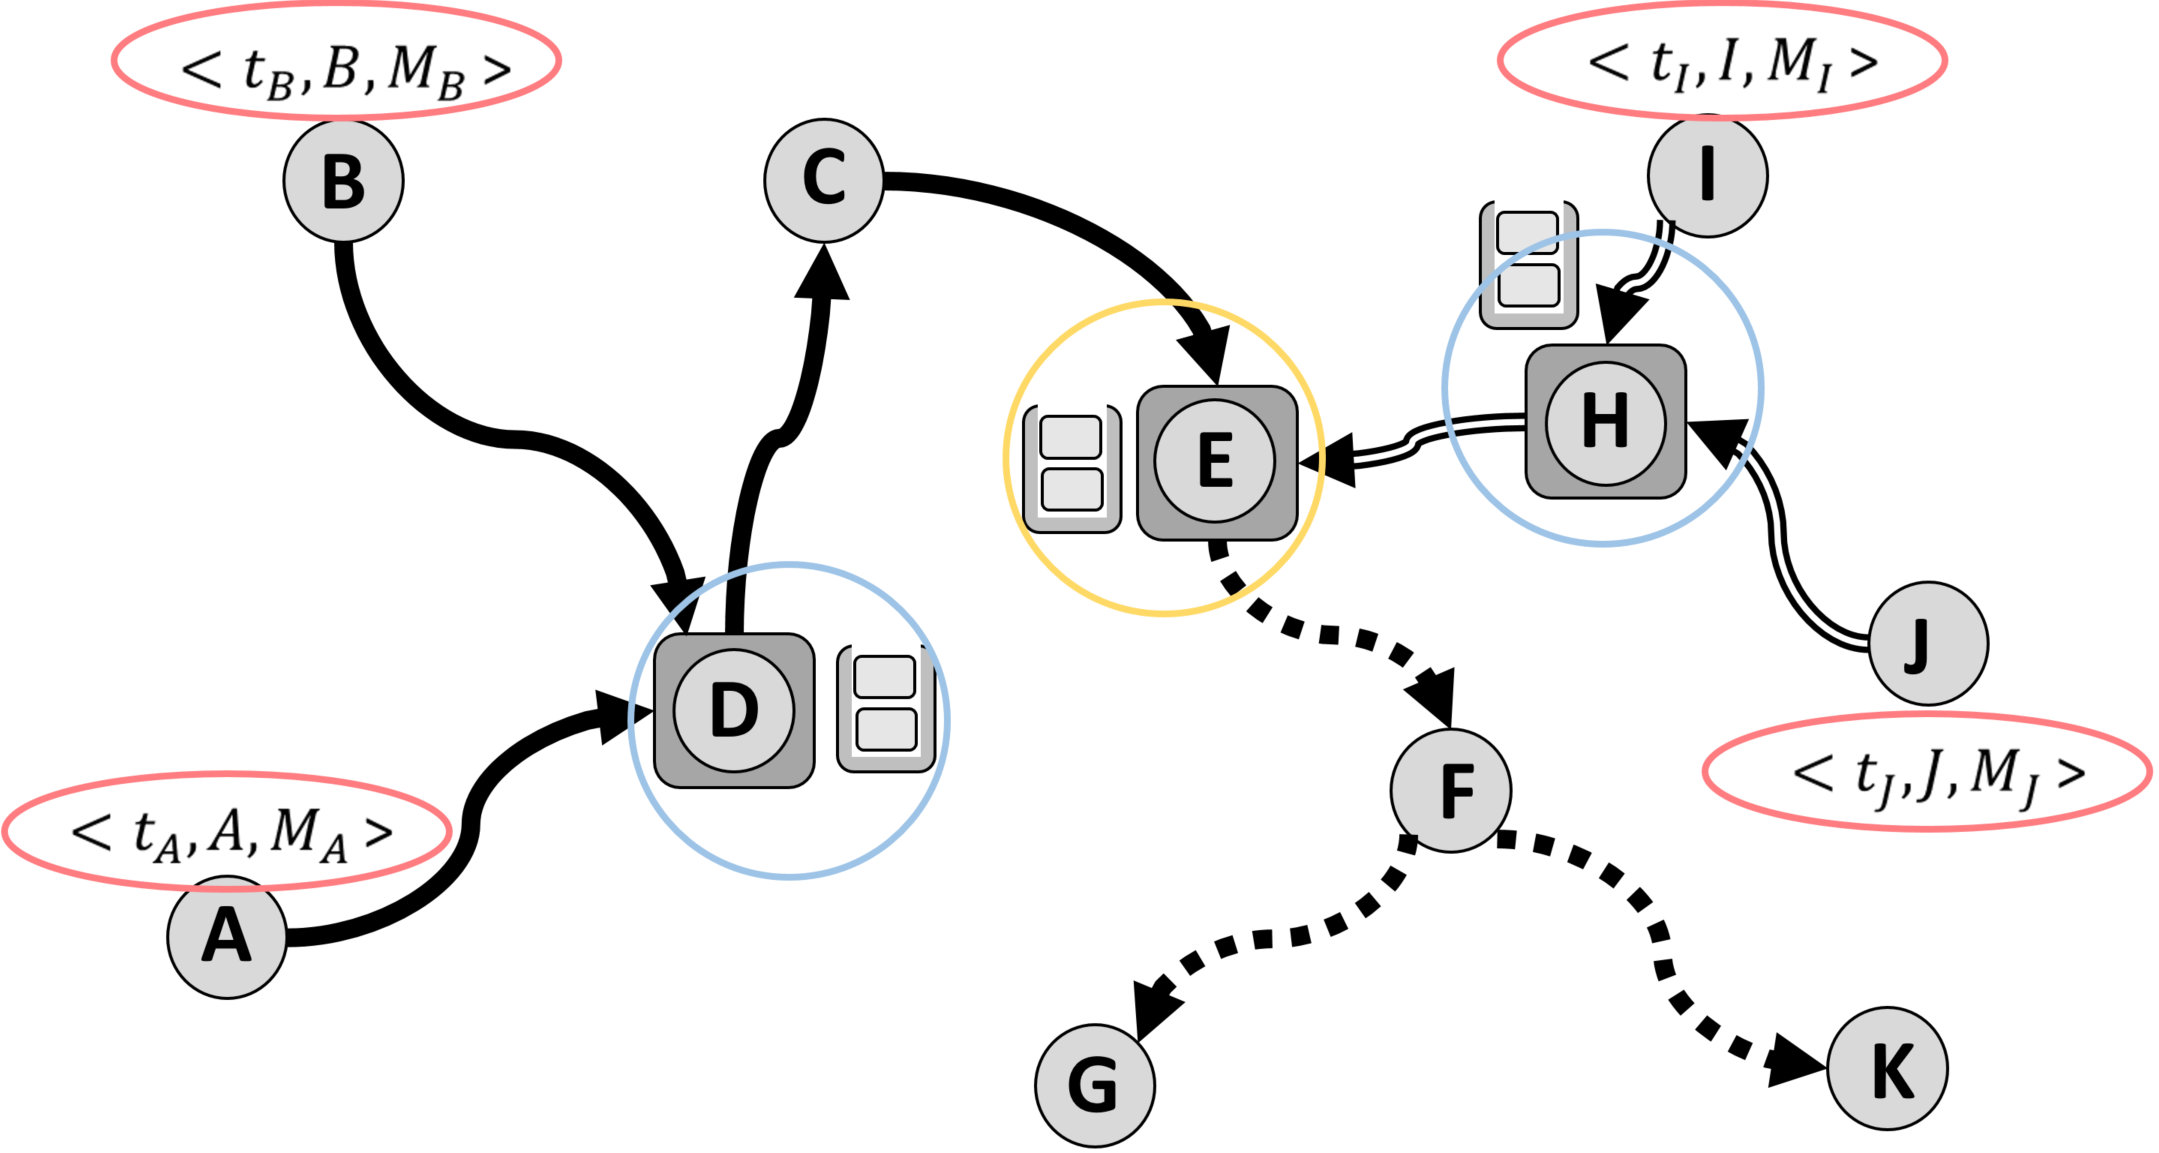 < t_B, B, M_B >
< t_I, I, M_I >
B
C
I
H
E
D
J
< t_J, J, M_J >
F
< t_A, A, M_A >
A
G
K